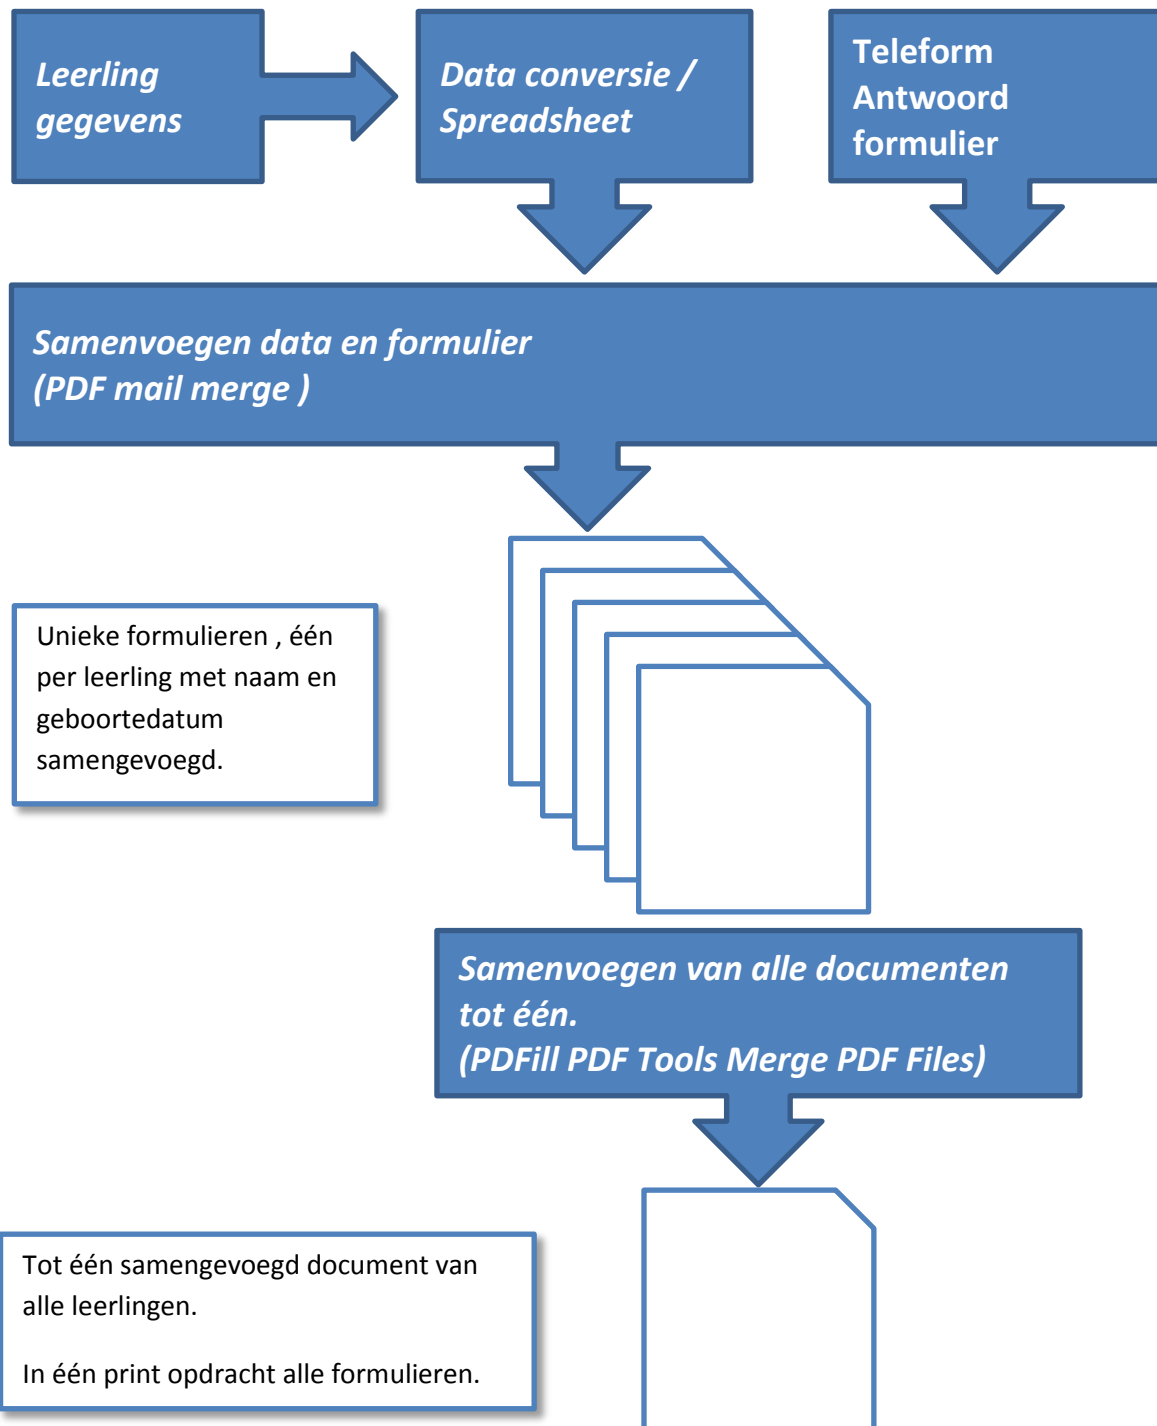 Leerling
gegevens
Data conversie /
Spreadsheet
Teleform
Antwoord
formulier
Samenvoegen data en formulier
(PDF mail merge )
Unieke formulieren , één
per leerling met naam en
geboortedatum
samengevoegd.
Samenvoegen van alle documenten
tot één.
(PDFill PDF Tools Merge PDF Files)
Tot één samengevoegd document van
alle leerlingen.
In één print opdracht alle formulieren.